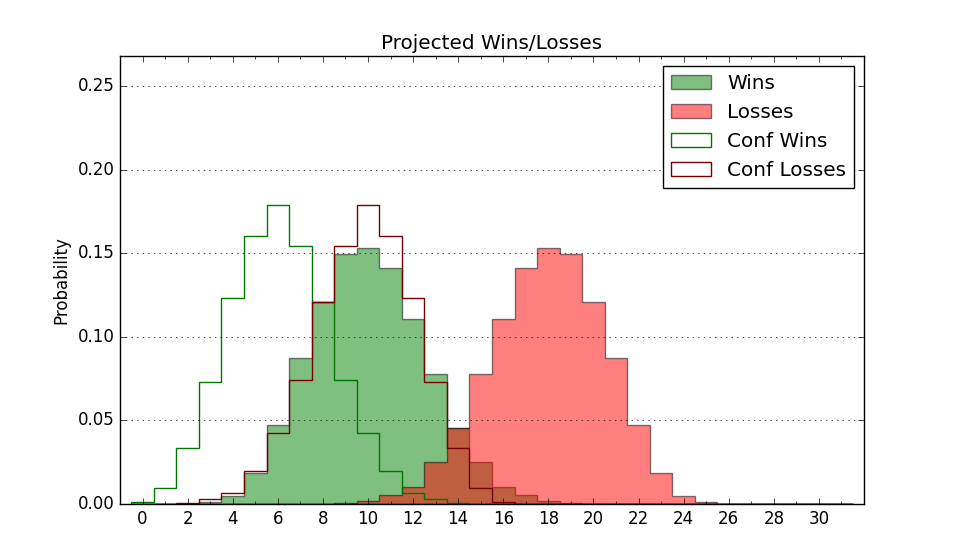 Projected Wins/Losses
Probability
0.25
0.20
0.15
0.10
0.05
0.00
0 2 4 6 8 10 12 14 16 18 20 22 24 26 28 30
Wins
Losses
Conf Wins
Conf Losses